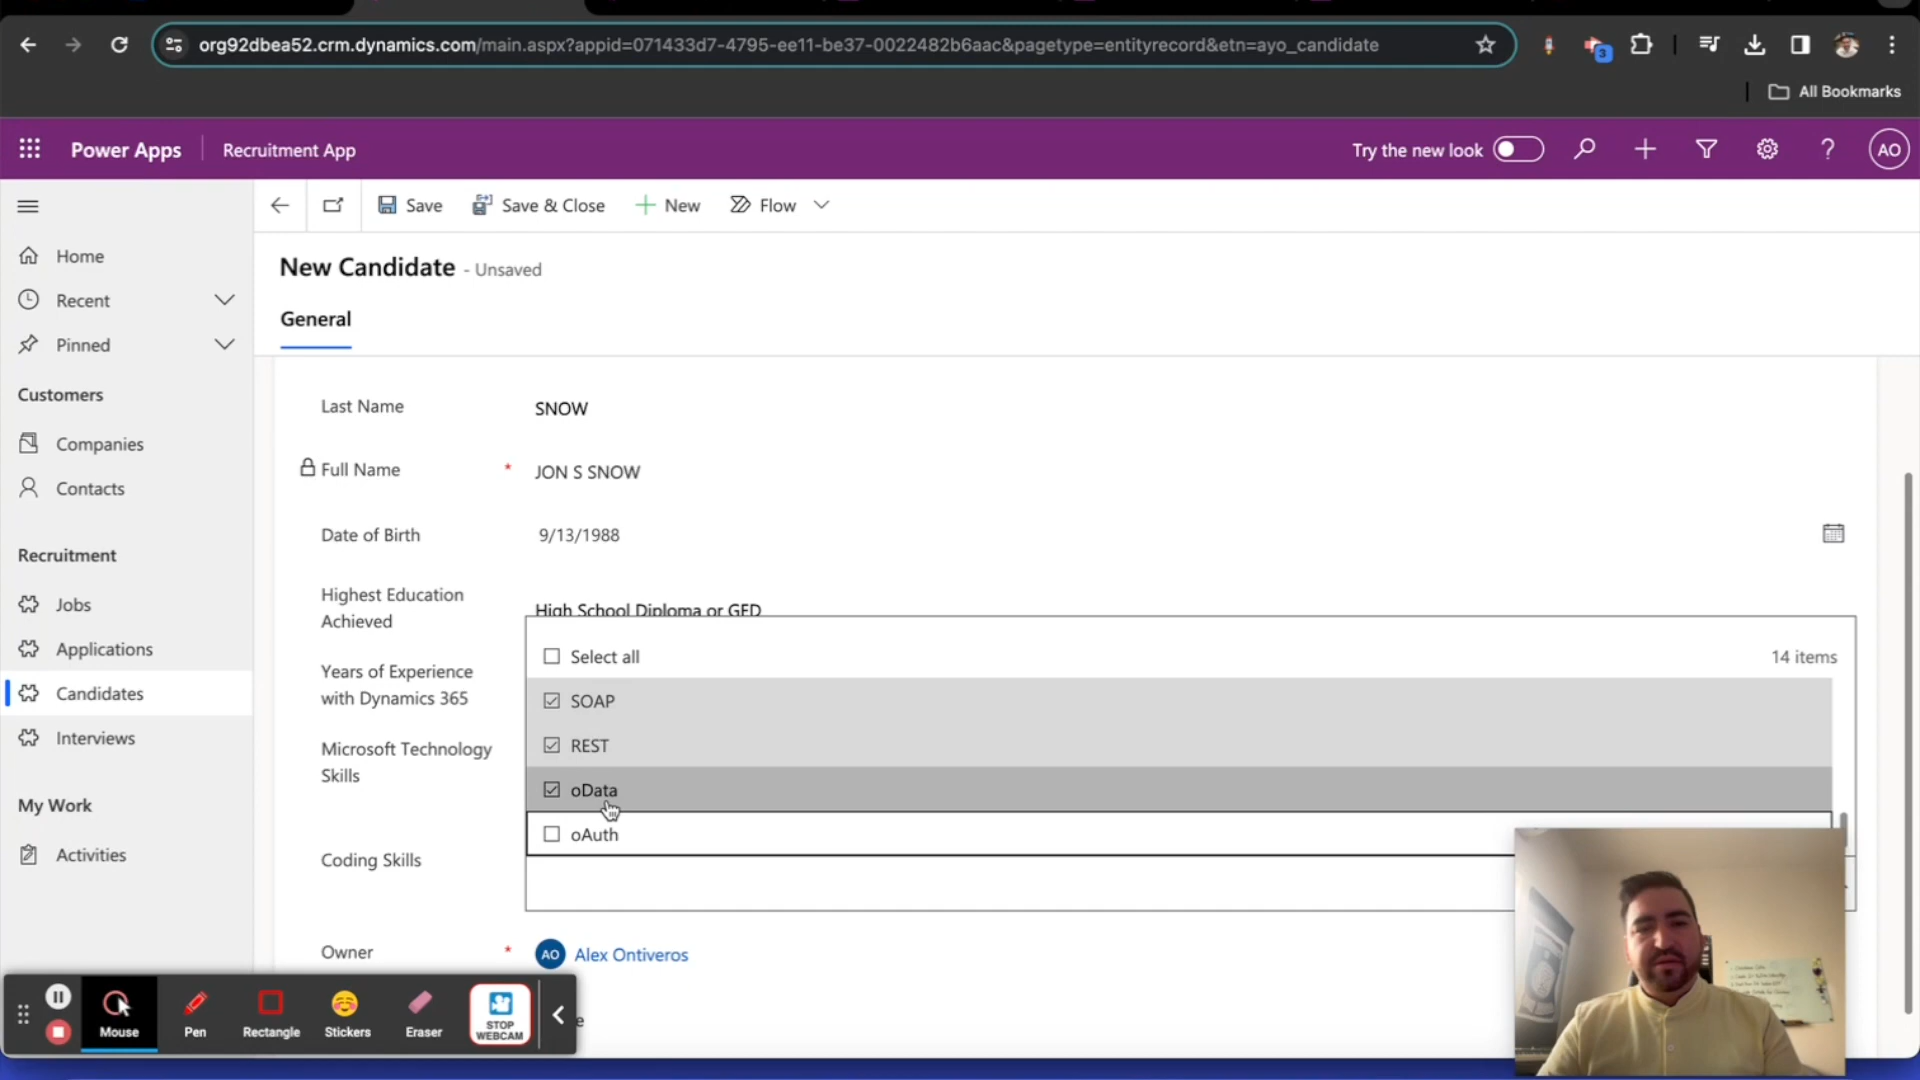 org92dbea52.crm.dynamics.com/main.aspx?appid=071433d7-4795-ee11-be37-0022482b6aac&pagetype=entityrecord&etn=ayo_candidate
3
All Bookmarks
Power Apps
Recruitment App
Try the new look
?
AO
Save
Save & Close
New
Flow
Home
Recent
Pinned
Customers
Companies
Contacts
Recruitment
Jobs
Applications
Candidates
Interviews
My Work
Activities
New Candidate - Unsaved
General
Last Name
SNOW
Full Name *
JON S SNOW
Date of Birth
9/13/1988
Highest Education
Achieved
High School Diploma or GED
Years of Experience
with Dynamics 365
Microsoft Technology
Skills
Coding Skills
Select all
14 items
SOAP
REST
oData
oAuth
Owner *
AO
Alex Ontiveros
Mouse
Pen
Rectangle
Stickers
Eraser
STOP
WEBCAM
e